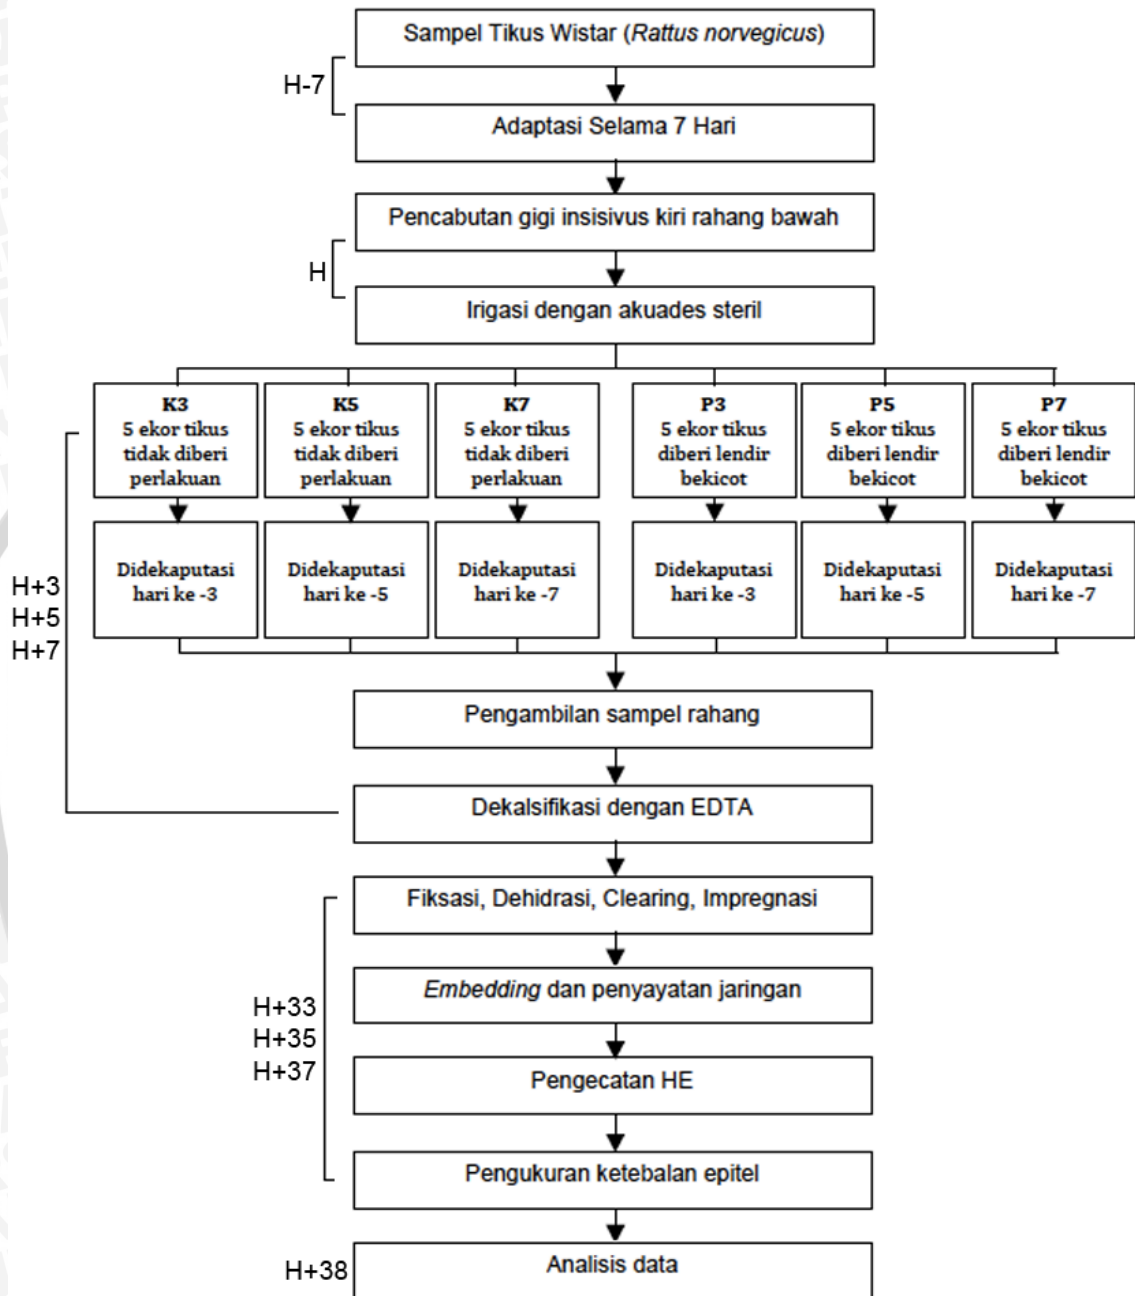 Sampel Tikus Wistar (Rattus norvegicus)
H-7
Adaptasi Selama 7 Hari
Pencabutan gigi insisivus kiri rahang bawah
H
Irigasi dengan akuades steril
K3
5 ekor tikus
tidak diberi
perlakuan
K5
5 ekor tikus
tidak diberi
perlakuan
K7
5 ekor tikus
tidak diberi
perlakuan
P3
5 ekor tikus
diberi lendir
bekicot
P5
5 ekor tikus
diberi lendir
bekicot
P7
5 ekor tikus
diberi lendir
bekicot
Didekaputasi
hari ke -3
Didekaputasi
hari ke -5
Didekaputasi
hari ke -7
Didekaputasi
hari ke -3
Didekaputasi
hari ke -5
Didekaputasi
hari ke -7
H+3
H+5
H+7
Pengambilan sampel rahang
Dekalsifikasi dengan EDTA
Fiksasi, Dehidrasi, Clearing, Impregnasi
Embedding dan penyayatan jaringan
H+33
H+35
H+37
Pengecatan HE
Pengukuran ketebalan epitel
H+38
Analisis data